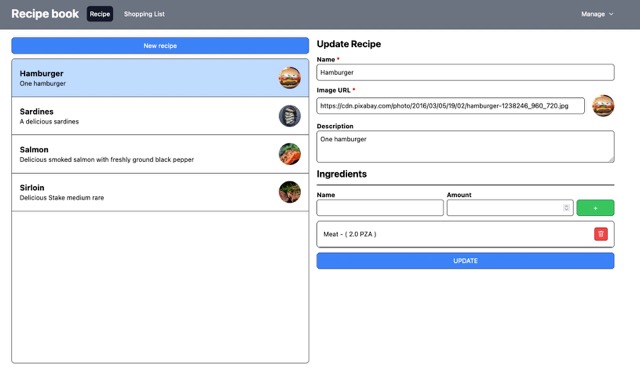 Recipe book
Recipe
Shopping List
Manage
New recipe
Hamburger
One hamburger
Sardines
A delicious sardines
Salmon
Delicious smoked salmon with freshly ground black pepper
Sirloin
Delicious Stake medium rare
Update Recipe
Name *
Hamburger
Image URL *
https://cdn.pixabay.com/photo/2016/03/05/19/02/hamburger-1238246_960_720.jpg
Description
One hamburger
Ingredients
Name Amount
+
Meat - ( 2.0 PZA )
UPDATE